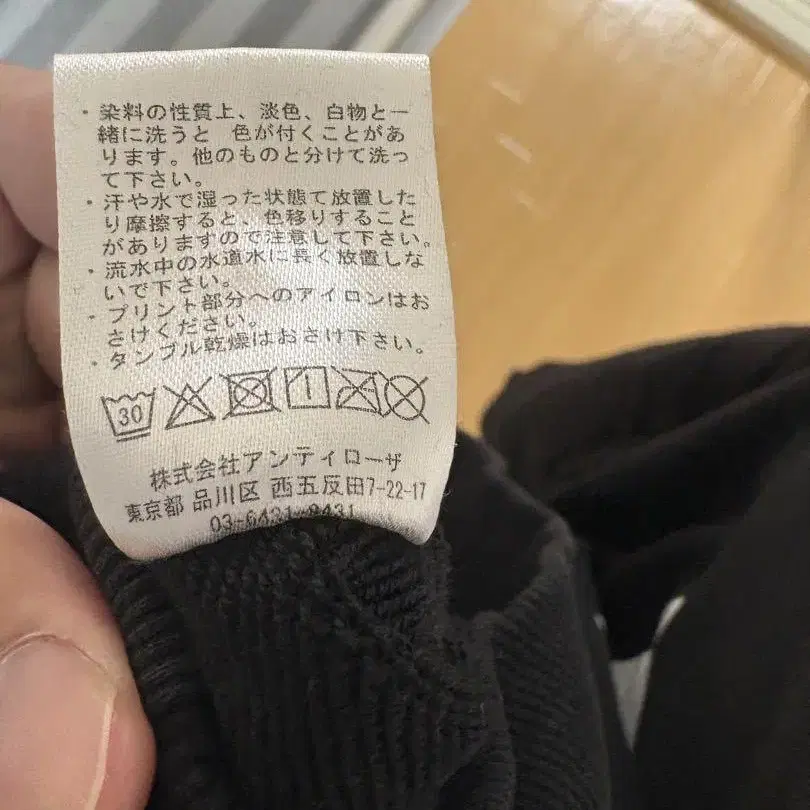 ・染料の性質上、淡色、白物と一
緒に洗うと 色が付くことがあ
ります。他のものと分けて洗っ
て下さい。
・汗や水で湿った状態て放置した
り摩擦すると、色移りすること
がありますので注意して下さい。
・流水中の水適水に長く放置しな
いで下さい。
・プリント部分へのアイロンはお
さけください。
・タンブル乾燥はおさけ下さい。
30
株式会社アンティローザ
東京都 品川区 西五反田7-22-17
03-6431-9431